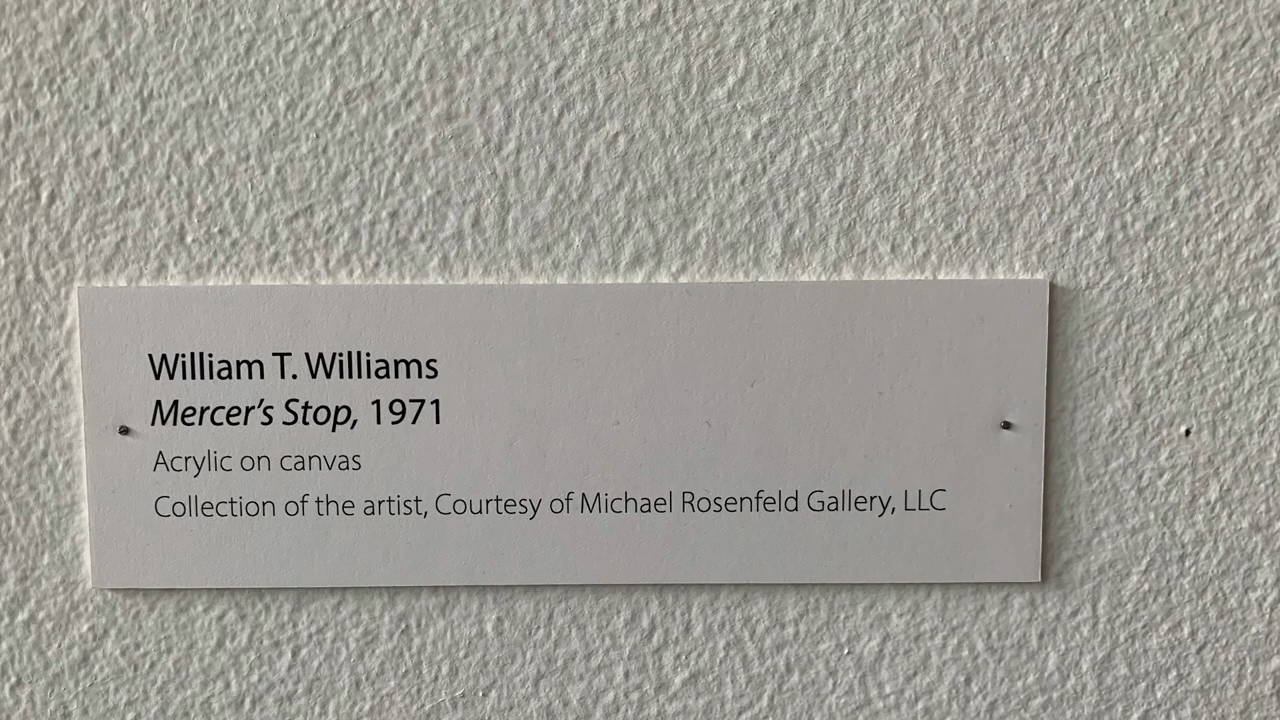 William T. Williams
Mercer's Stop, 1971
Acrylic on canvas
Collection of the artist, Courtesy of Michael Rosenfeld Gallery, LLC